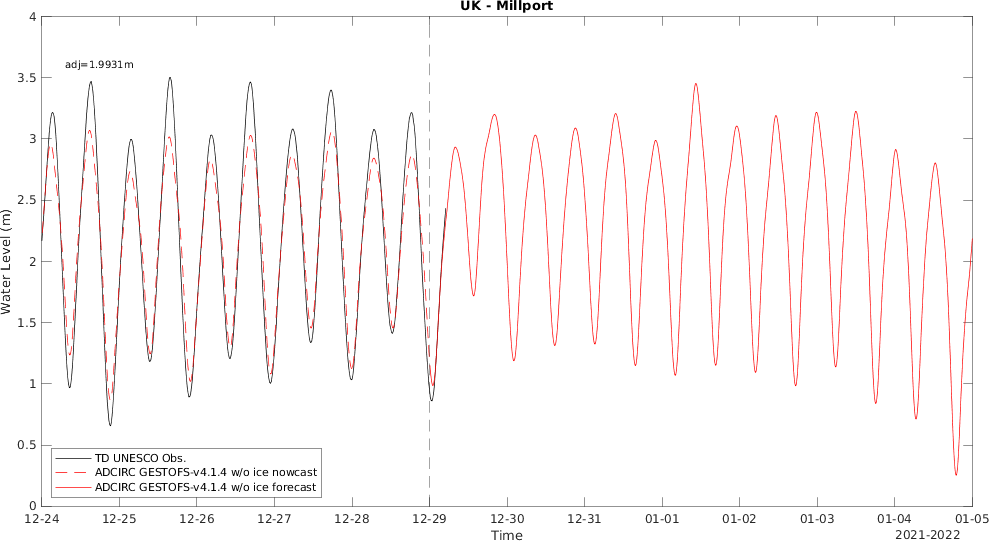 UK - Millport
4
3.5
3
2.5
2
1.5
1
0.5
0
Water Level (m)
adj=1.9931m
TD UNESCO Obs.
ADCIRC GESTOFS-v4.1.4 w/o ice nowcast
ADCIRC GESTOFS-v4.1.4 w/o ice forecast
12-24 12-25 12-26 12-27 12-28 12-29 12-30 12-31 01-01 01-02 01-03 01-04 01-05
Time
2021-2022